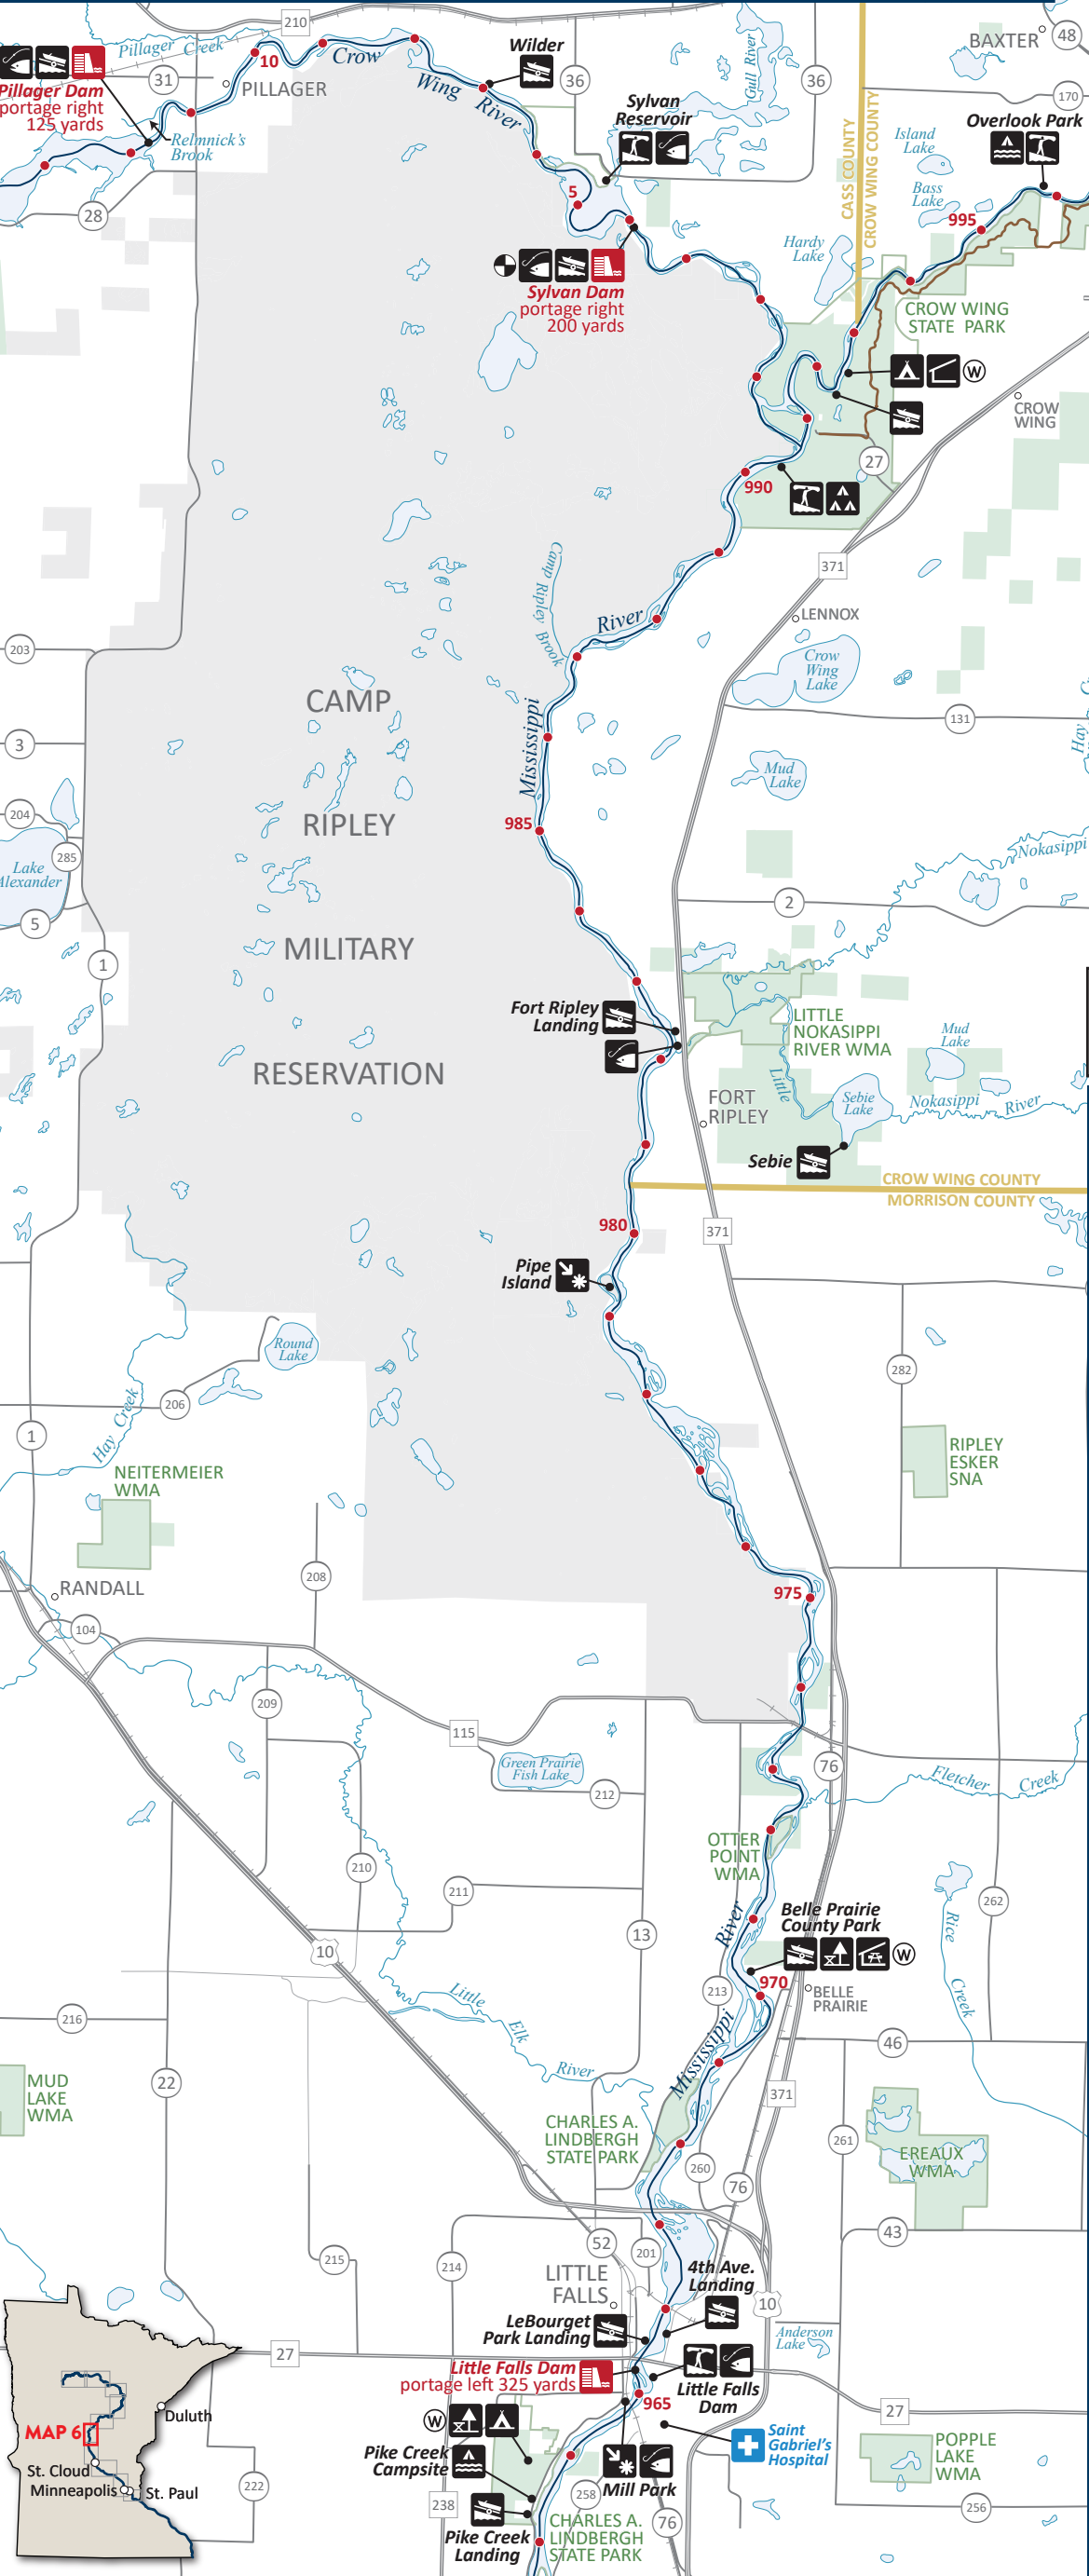 210
48
BAXTER
Pillager Creek
Crow
Wing
River
Wilder
10
31
PILLAGER
36
36
Gull River
170
Pillager Dam
portage right
125 yards
Sylvan
Reservoir
Overlook Park
Island
Lake
Relmnick's
Brook
CASS COUNTY
CROW WING COUNTY
Bass
Lake
28
5
995
Hardy
Lake
Sylvan Dam
portage right
200 yards
CROW WING
STATE PARK
W
CROW
WING
27
990
371
Camp Ripley Brook
River
LENNOX
203
Crow
Wing
Lake
CAMP
131
Mississippi
Hay
3
Mud
Lake
204
RIPLEY
985
285
Lake
Alexander
Nokasippi
2
5
MILITARY
1
Fort Ripley
Landing
LITTLE
NOKASIPPI
RIVER WMA
Mud
Lake
RESERVATION
Little
Sebie
Lake
Nokasippi River
FORT
RIPLEY
Sebie
CROW WING COUNTY
MORRISON COUNTY
980
371
Pipe
Island
Round
Lake
282
206
Hay Creek
1
RIPLEY
ESKER
SNA
NEITERMEIER
WMA
208
RANDALL
975
104
209
115
Green Prairie
Fish Lake
76
Fletcher Creek
212
OTTER
POINT
WMA
210
211
262
Belle Prairie
County Park
River
Rice
Creek
13
10
W
970
213
BELLE
PRAIRIE
Little
Elk
River
216
46
Mississippi
MUD
LAKE
WMA
22
371
CHARLES A.
LINDBERGH
STATE PARK
261
EREAUX
WMA
260
76
43
52
201
215
214
4th Ave.
Landing
LITTLE
FALLS
10
LeBourget
Park Landing
Anderson
Lake
27
Little Falls Dam
portage left 325 yards
Little Falls
Dam
965
27
Duluth
MAP 6
W
Saint
Gabriel's
Hospital
POPPLE
LAKE
WMA
Pike Creek
Campsite
St. Cloud
Minneapolis
St. Paul
222
238
258
Mill Park
256
76
Pike Creek
Landing
CHARLES A.
LINDBERGH
STATE PARK